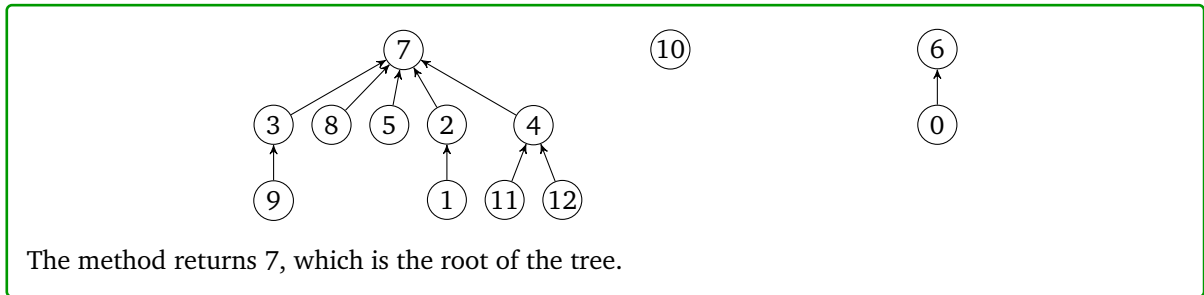 7 10 6
3 8 5 2 4 0
9 1 11 12
The method returns 7, which is the root of the tree.